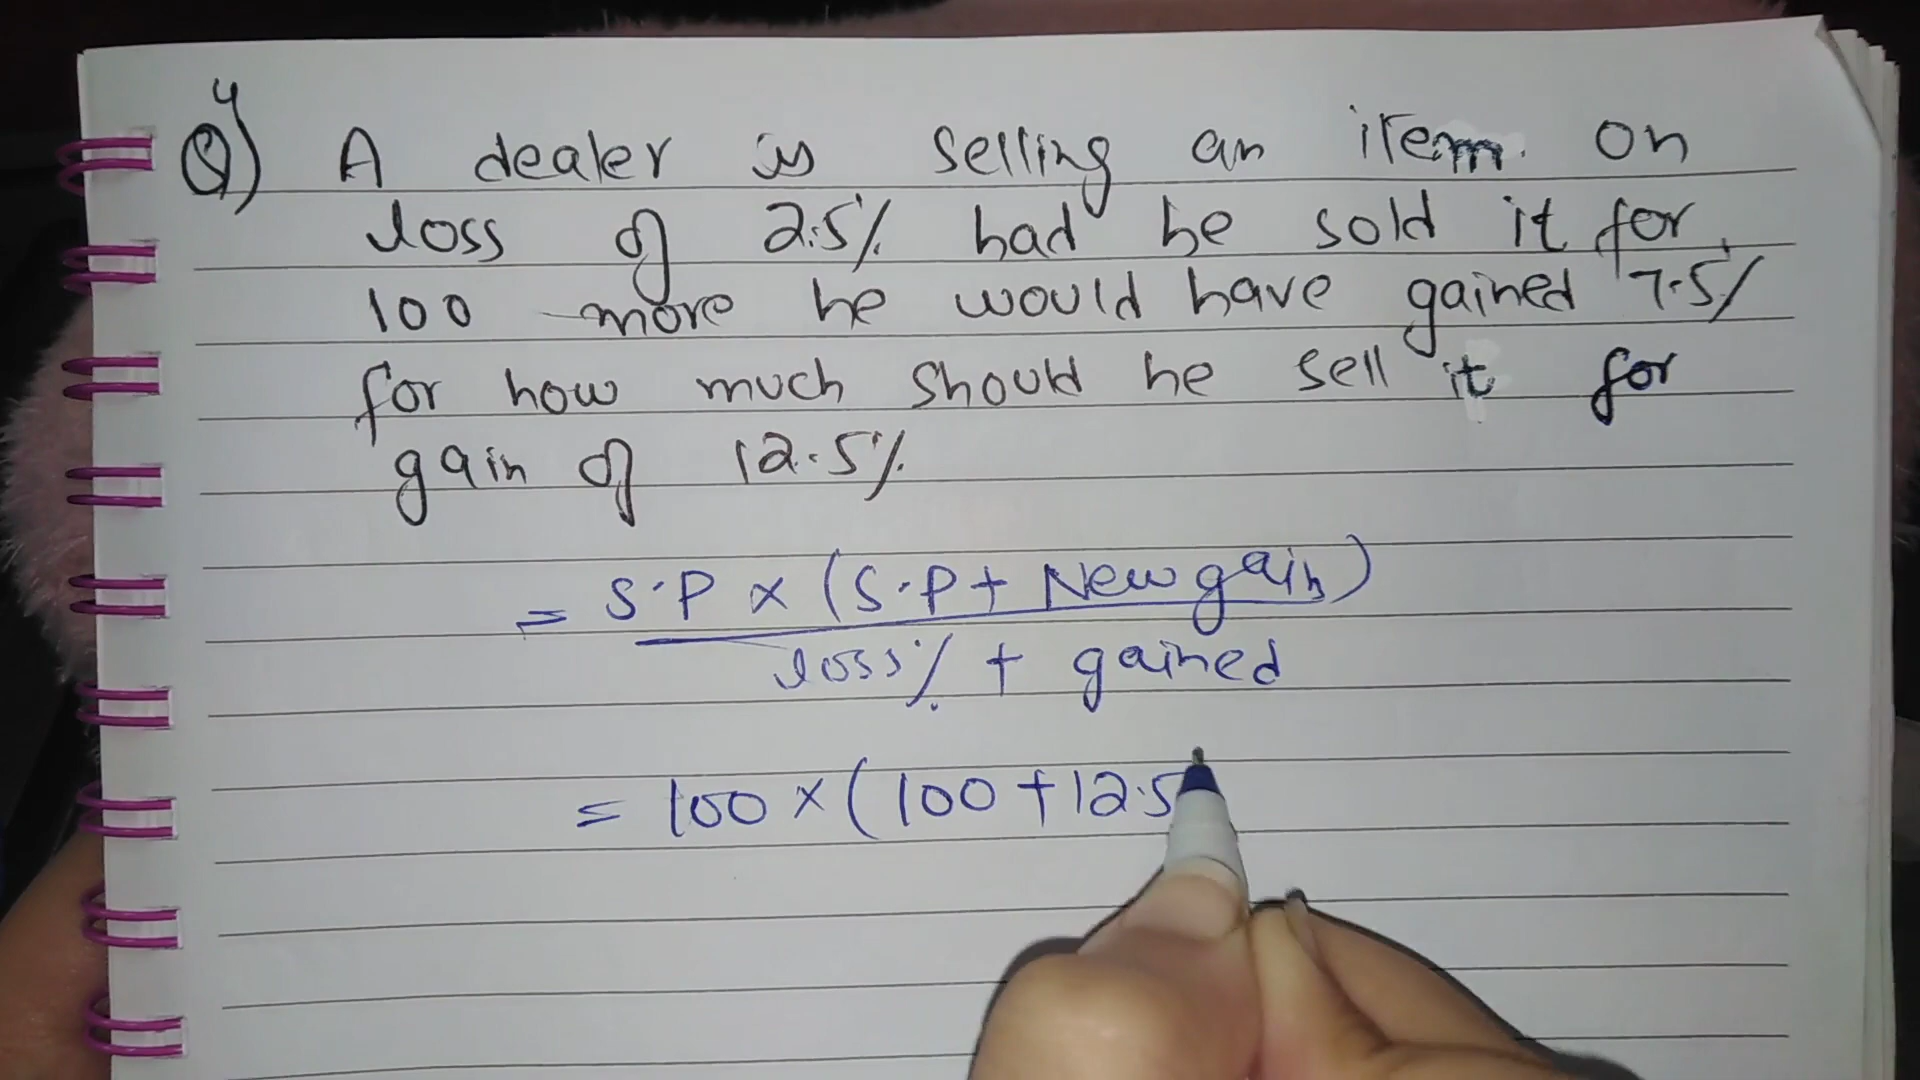 Q4) A dealer is selling an item on
loss of 2.5% had he sold it for
100 more he would have gained 7.5%
for how much should he sell it for
gain of 12.5%
= S.P × (S.P + New gain)
loss% + gained
= 100 × (100 + 12.5